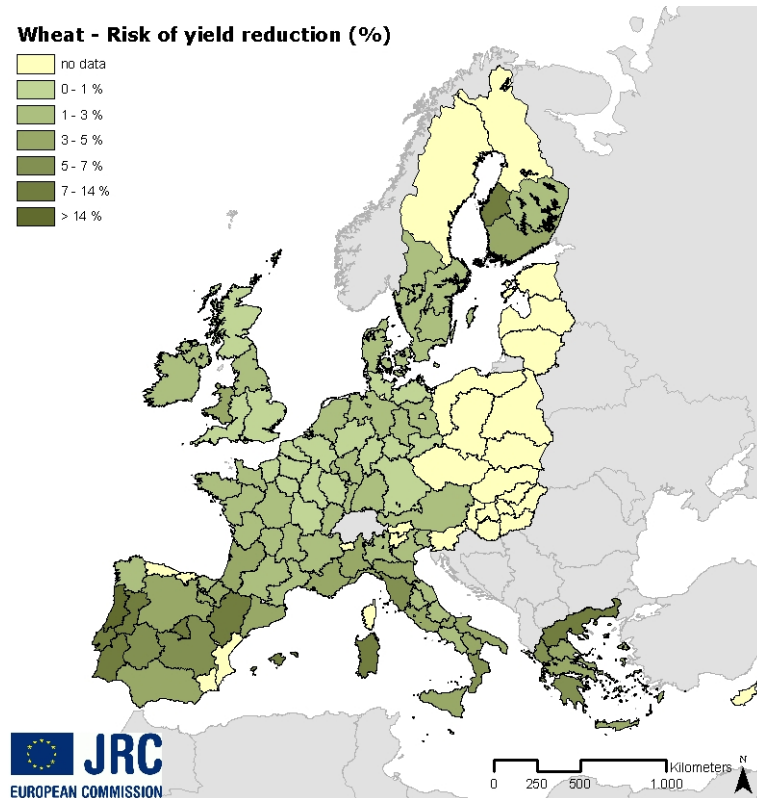 Wheat - Risk of yield reduction (%)
no data
0 - 1 %
1 - 3 %
3 - 5 %
5 - 7 %
7 - 14 %
> 14 %
JRC
EUROPEAN COMMISSION
Kilometers
0 250 500 1.000
N